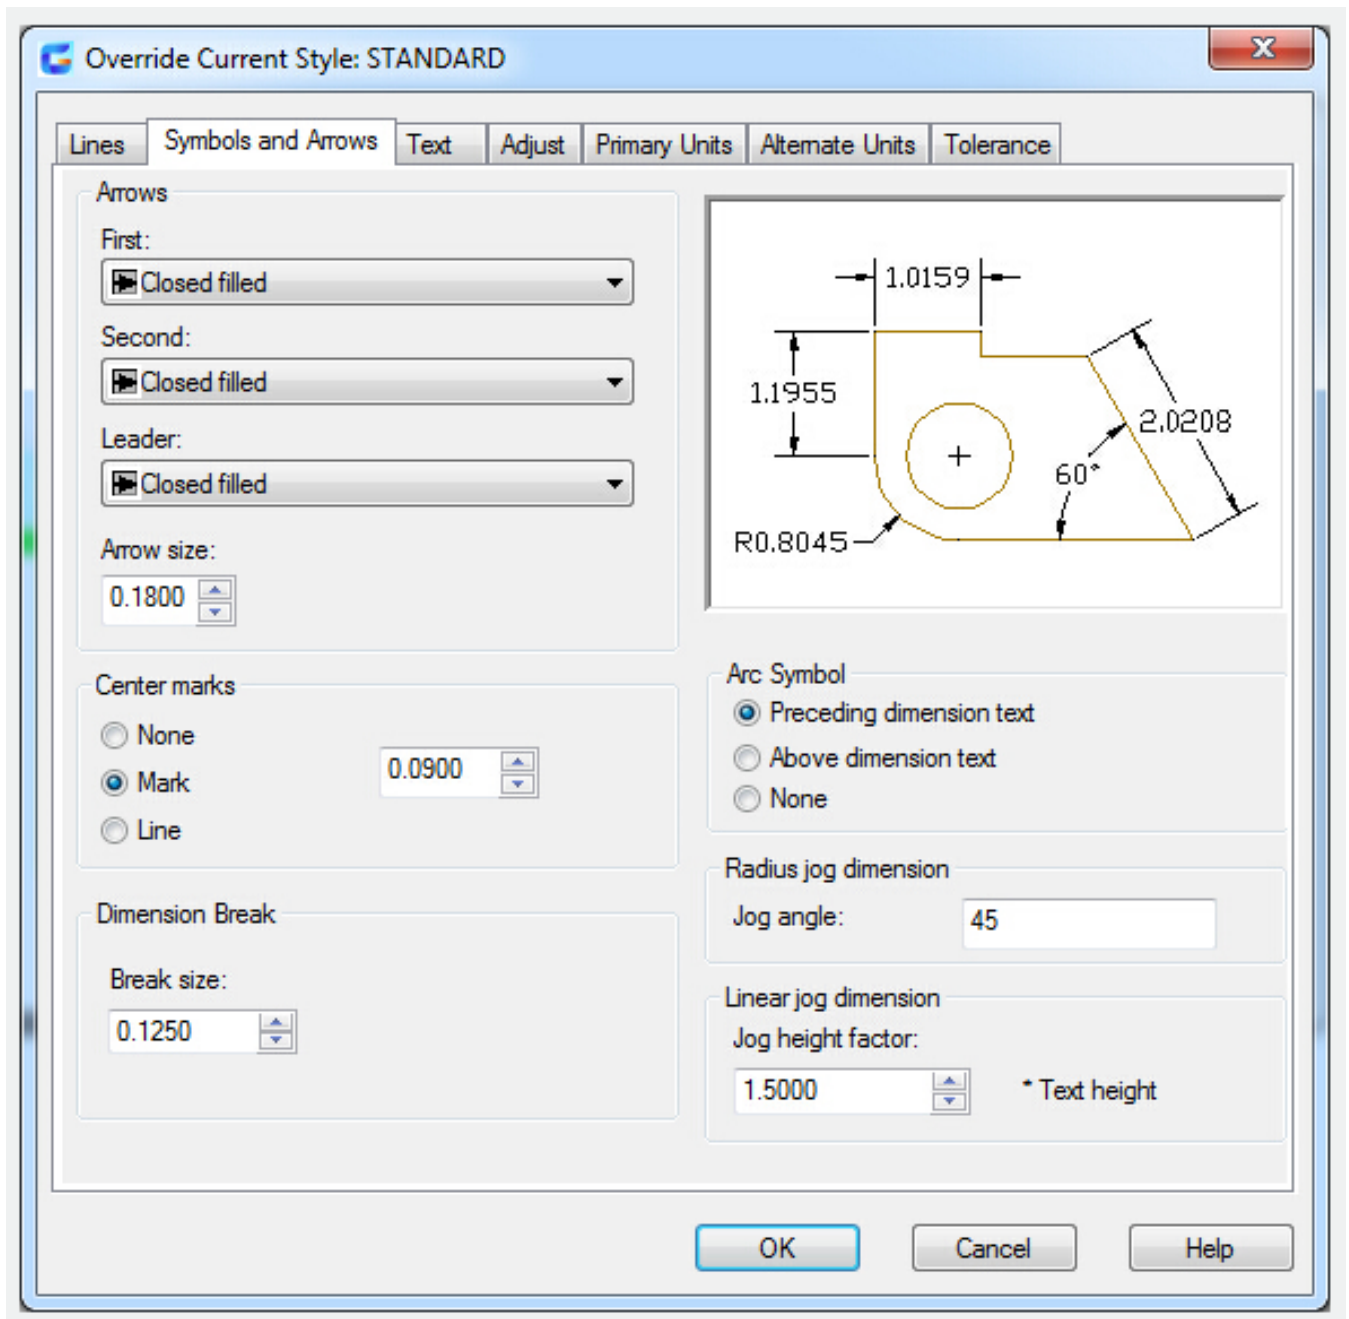 Override Current Style: STANDARD
Lines
Symbols and Arrows
Text
Adjust
Primary Units
Alternate Units
Tolerance
Arrows
First:
Closed filled
Second:
Closed filled
Leader:
Closed filled
Arrow size:
0.1800
Center marks
None
Mark
0.0900
Line
Dimension Break
Break size:
0.1250
1.0159
1.1955
2.0208
60°
R0.8045
Arc Symbol
Preceding dimension text
Above dimension text
None
Radius jog dimension
Jog angle:
45
Linear jog dimension
Jog height factor:
1.5000
* Text height
OK
Cancel
Help